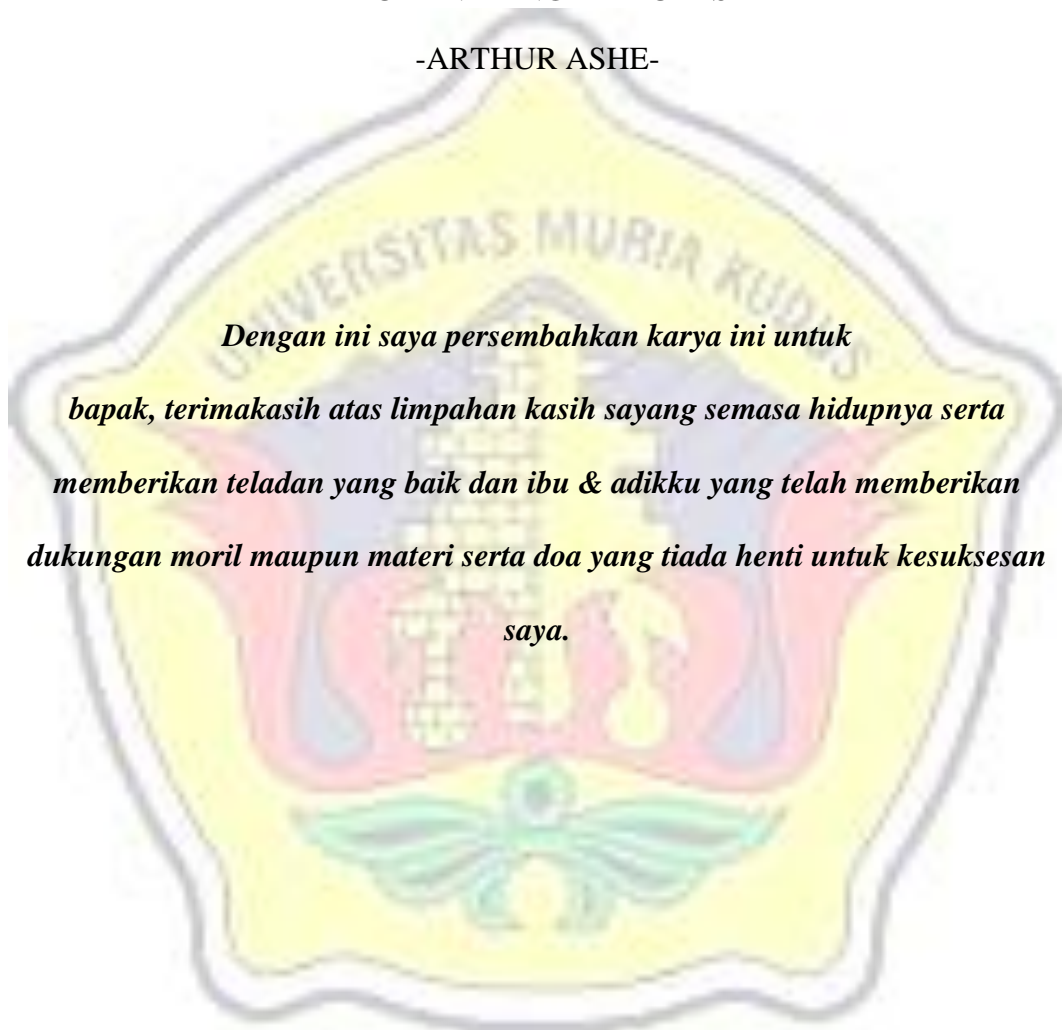 -ARTHUR ASHE-
UNIVERSITAS MURIA KUDUS
Dengan ini saya persembahkan karya ini untuk
bapak, terimakasih atas limpahan kasih sayang semasa hidupnya serta
memberikan teladan yang baik dan ibu & adikku yang telah memberikan
dukungan moril maupun materi serta doa yang tiada henti untuk kesuksesan
saya.